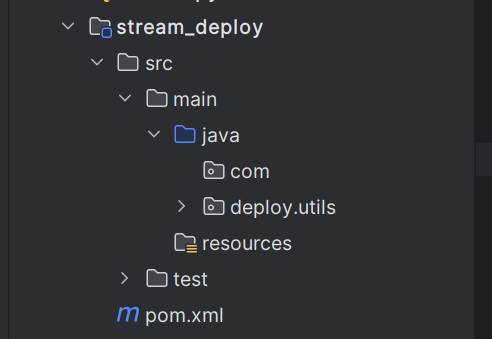 stream_deploy
src
main
java
com
deploy.utils
resources
test
pom.xml